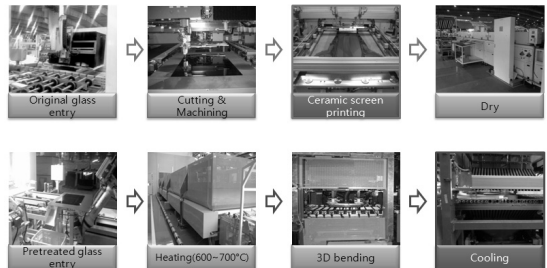 Original glass
entry
Cutting &
Machining
Ceramic screen
printing
Dry
Pretreated glass
entry
Heating(600~700°C)
3D bending
Cooling